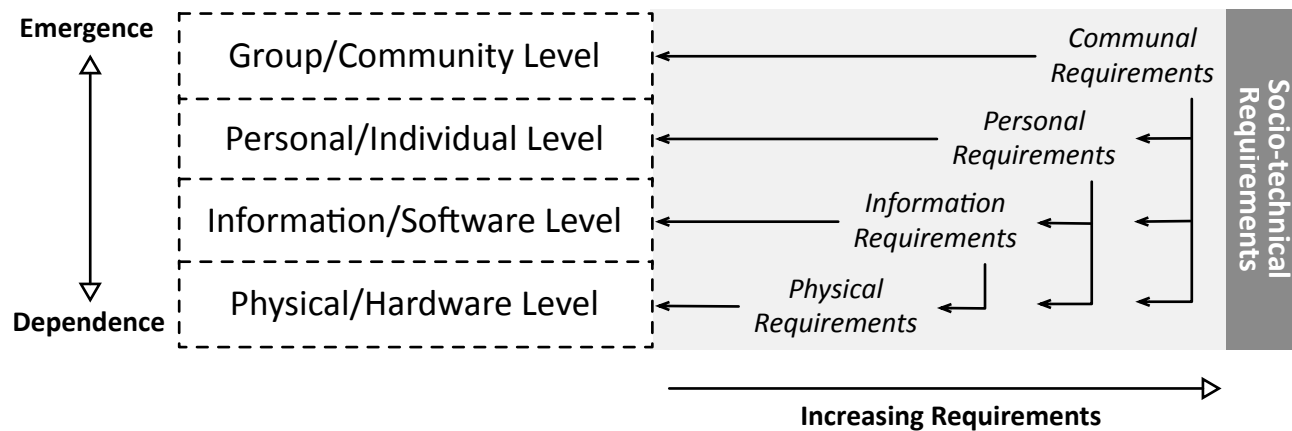 Emergence
Group/Community Level
Communal
Requirements
Personal/Individual Level
Personal
Requirements
Information/Software Level
Information
Requirements
Physical/Hardware Level
Physical
Requirements
Dependence
Socio-technical
Requirements
Increasing Requirements